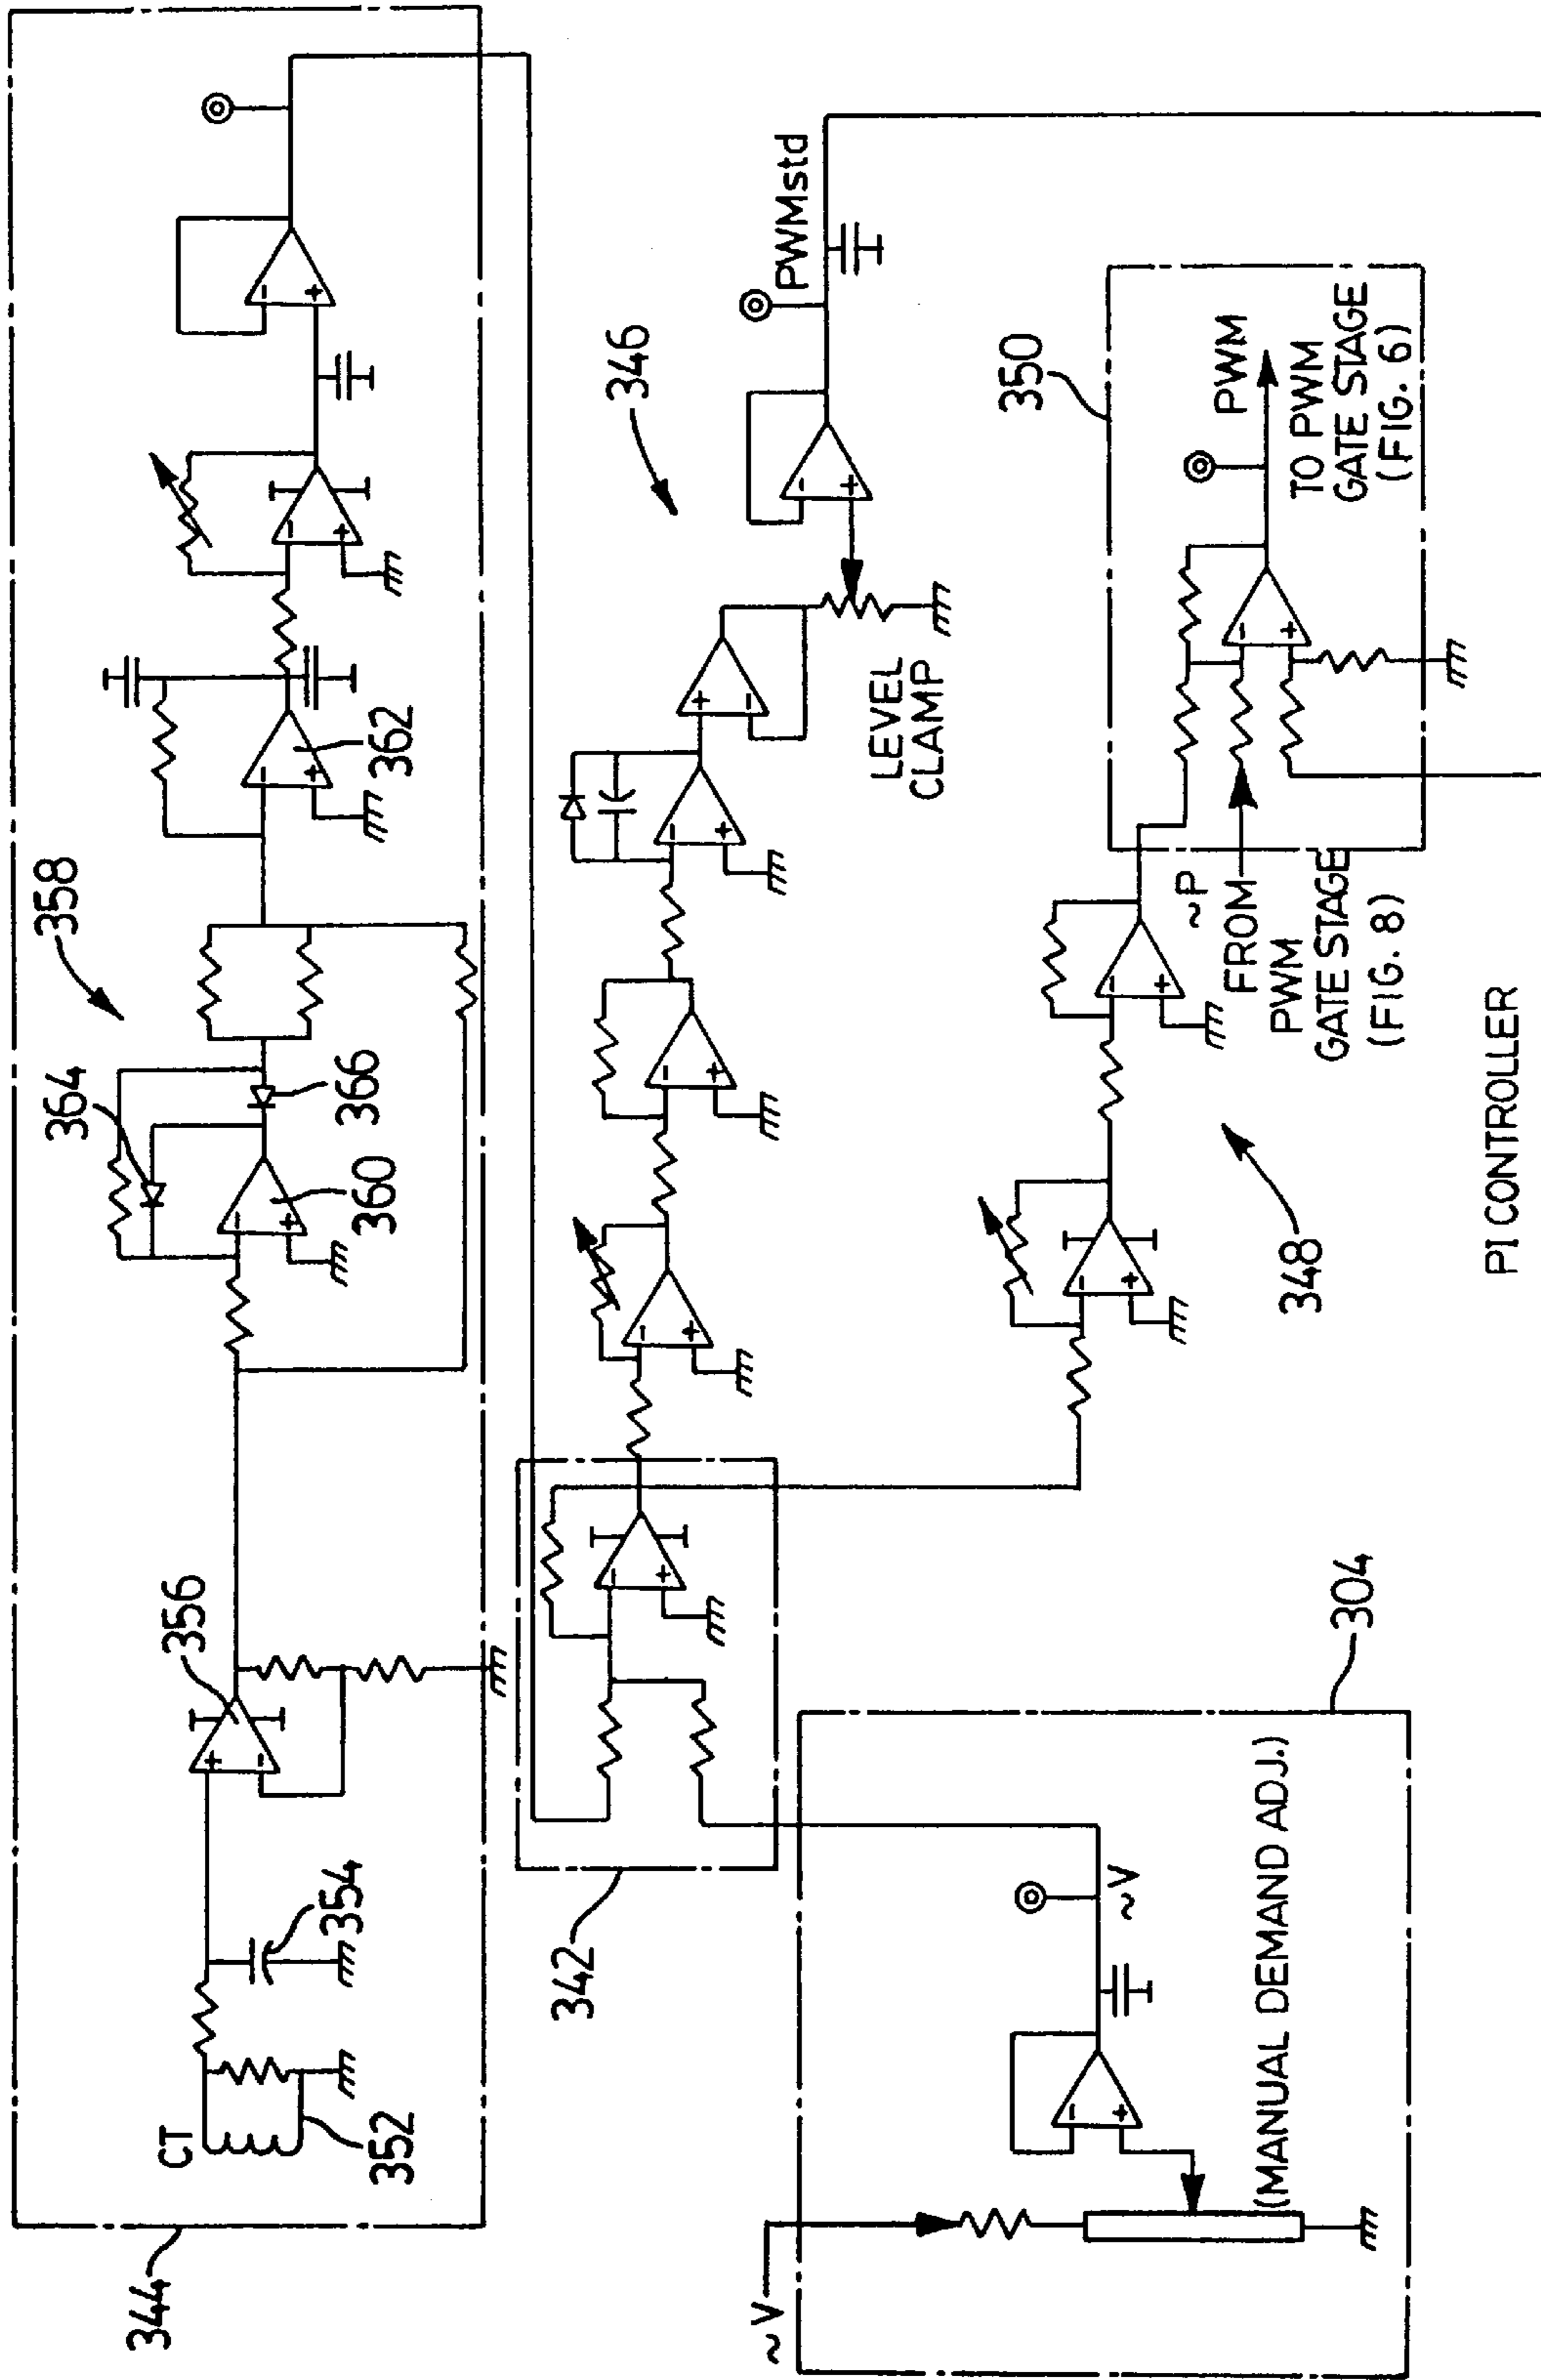 344
CT
352
354
356
358
364
360
366
362
342
346
LEVEL
CLAMP
PWMstd
~V
~V
(MANUAL DEMAND ADJ.)
304
348
~P
FROM
PWM
GATE STAGE
(FIG. 8)
350
PWM
TO PWM
GATE STAGE
(FIG. 6)
PI CONTROLLER